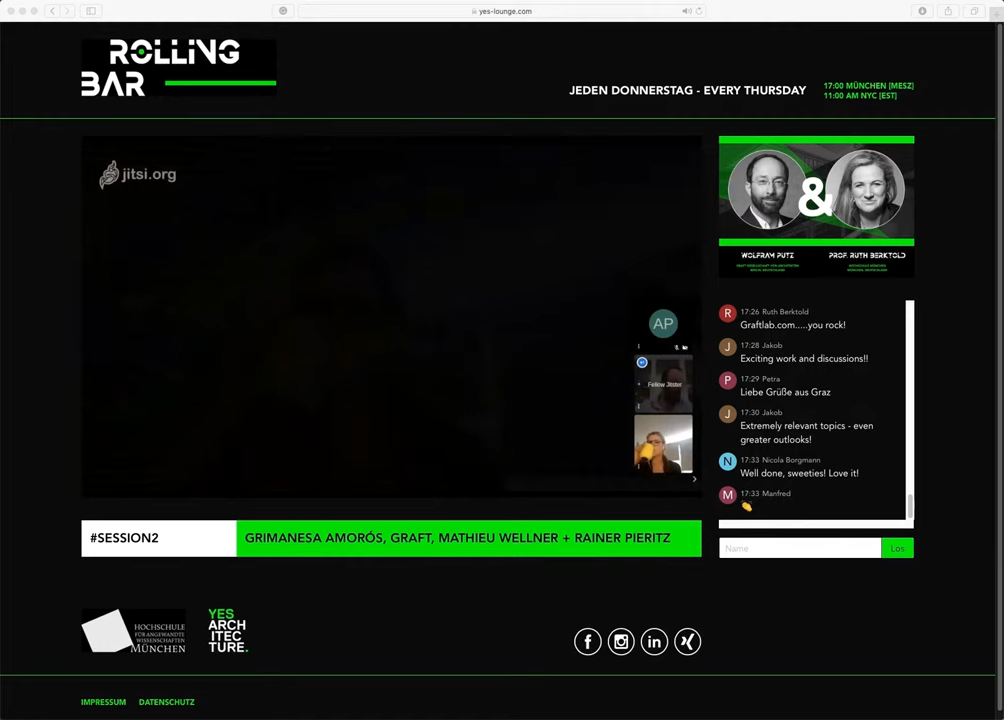 yes-lounge.com
ROLLING
BAR
JEDEN DONNERSTAG - EVERY THURSDAY
17:00 MÜNCHEN [MESZ]
11:00 AM NYC [EST]
jitsi.org
&
WOLFRAM PUTZ
PROF. RUTH BERKTOLD
AP
Fellow Jitster
R
17:26 Ruth Berktold
Graftlab.com.....you rock!
J
17:28 Jakob
Exciting work and discussions!!
P
17:29 Petra
Liebe Grüße aus Graz
J
17:30 Jakob
Extremely relevant topics - even
greater outlooks!
N
17:33 Nicola Borgmann
Well done, sweeties! Love it!
M
17:33 Manfred
👏
#SESSION2
GRIMANESA AMORÓS, GRAFT, MATHIEU WELLNER + RAINER PIERITZ
Name
Los
HOCHSCHULE
FÜR ANGEWANDTE
WISSENSCHAFTEN
MÜNCHEN
YES
ARCH
ITEC
TURE.
IMPRESSUM
DATENSCHUTZ